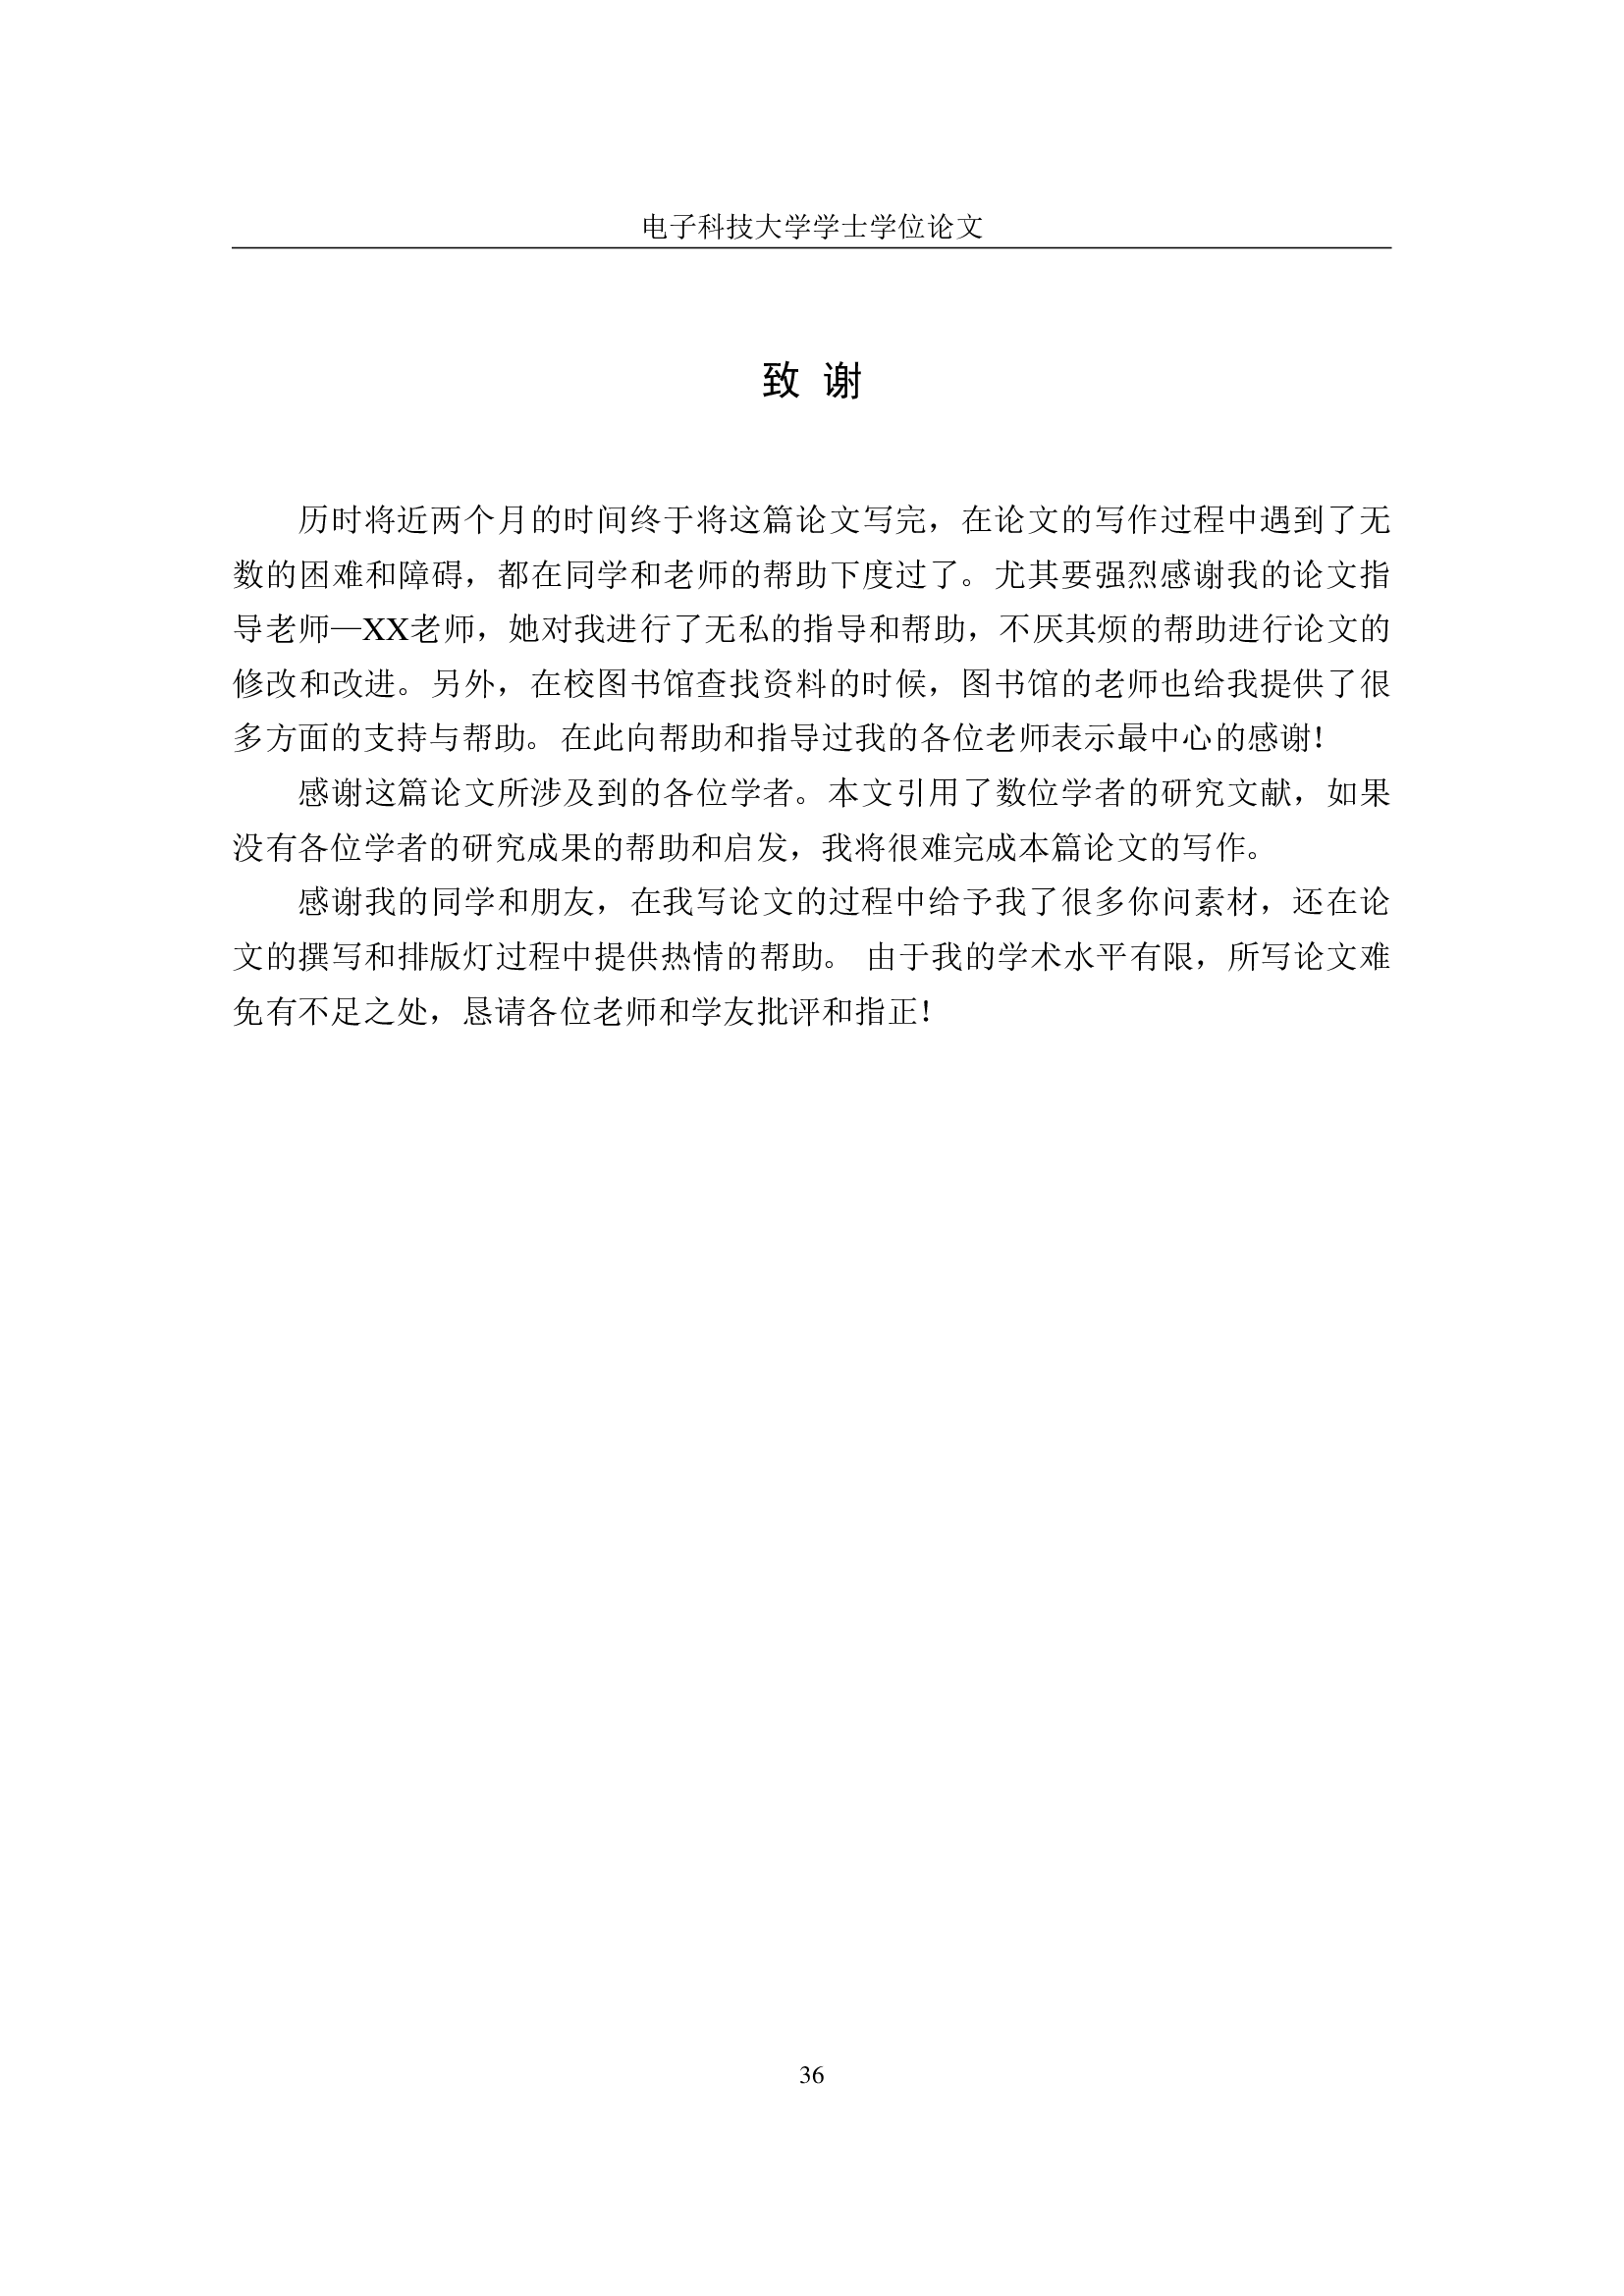 电子科技大学学士学位论文
致 谢
历时将近两个月的时间终于将这篇论文写完，在论文的写作过程中遇到了无
数的困难和障碍，都在同学和老师的帮助下度过了。尤其要强烈感谢我的论文指
导老师—XX老师，她对我进行了无私的指导和帮助，不厌其烦的帮助进行论文的
修改和改进。另外，在校图书馆查找资料的时候，图书馆的老师也给我提供了很
多方面的支持与帮助。在此向帮助和指导过我的各位老师表示最中心的感谢！
感谢这篇论文所涉及到的各位学者。本文引用了数位学者的研究文献，如果
没有各位学者的研究成果的帮助和启发，我将很难完成本篇论文的写作。
感谢我的同学和朋友，在我写论文的过程中给予我了很多你问素材，还在论
文的撰写和排版灯过程中提供热情的帮助。 由于我的学术水平有限，所写论文难
免有不足之处，恳请各位老师和学友批评和指正！
36